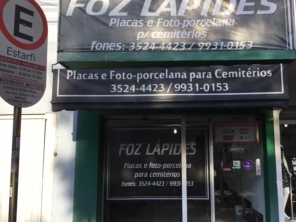 FOZ LÁPIDES
Placas e Foto-porcelana
p/ cemitérios
fones: 3524-4423 / 9931-0153
E
Estarfi
Placas e Foto-porcelana para Cemitérios
3524-4423 / 9931-0153
FOZ LÁPIDES
Placas e foto-porcelana
para cemitérios
fones: 3524-4423 / 9931-0153